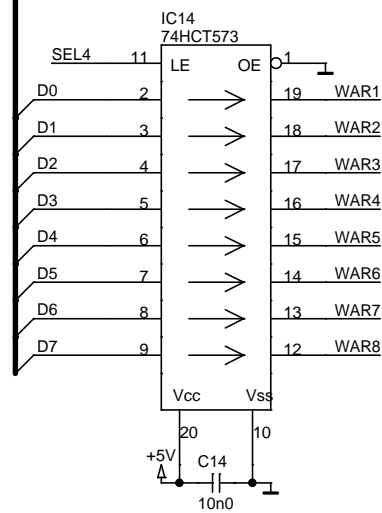 IC14
74HCT573
SEL4 11 LE OE 1
D0 2 19 WAR1
D1 3 18 WAR2
D2 4 17 WAR3
D3 5 16 WAR4
D4 6 15 WAR5
D5 7 14 WAR6
D6 8 13 WAR7
D7 9 12 WAR8
Vcc Vss
20 10
+5V C14
10n0